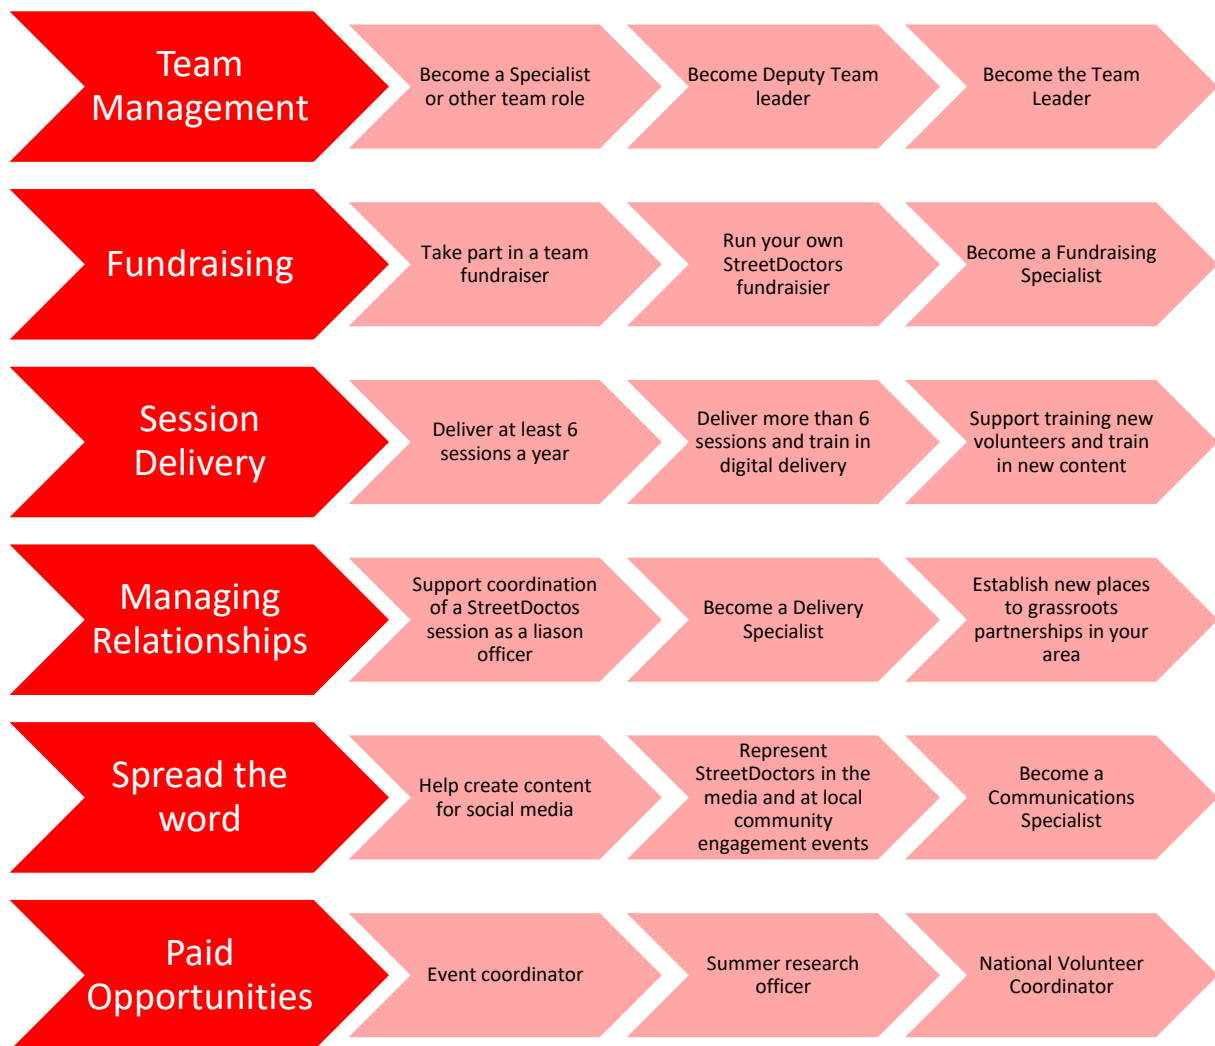 Team
Management
Become a Specialist
or other team role
Become Deputy Team
leader
Become the Team
Leader
Fundraising
Take part in a team
fundraiser
Run your own
StreetDoctors
fundraisier
Become a Fundraising
Specialist
Session
Delivery
Deliver at least 6
sessions a year
Deliver more than 6
sessions and train in
digital delivery
Support training new
volunteers and train
in new content
Managing
Relationships
Support coordination
of a StreetDoctos
session as a liason
officer
Become a Delivery
Specialist
Establish new places
to grassroots
partnerships in your
area
Spread the
word
Help create content
for social media
Represent
StreetDoctors in the
media and at local
community
engagement events
Become a
Communications
Specialist
Paid
Opportunities
Event coordinator
Summer research
officer
National Volunteer
Coordinator